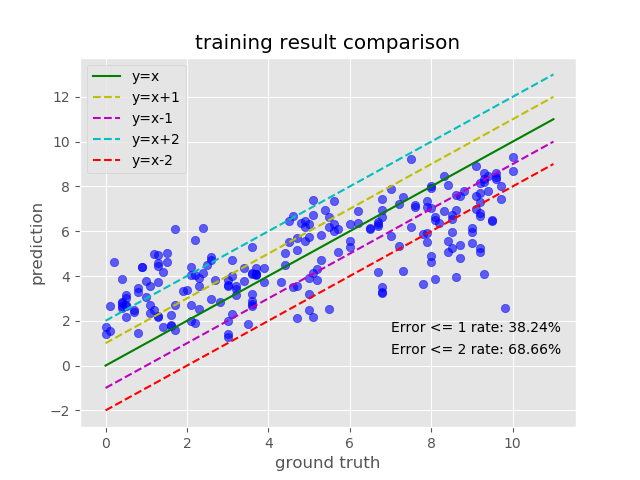 training result comparison
y=x
y=x+1
y=x-1
y=x+2
y=x-2
12
10
8
6
4
2
0
−2
prediction
Error <= 1 rate: 38.24%
Error <= 2 rate: 68.66%
0 2 4 6 8 10
ground truth